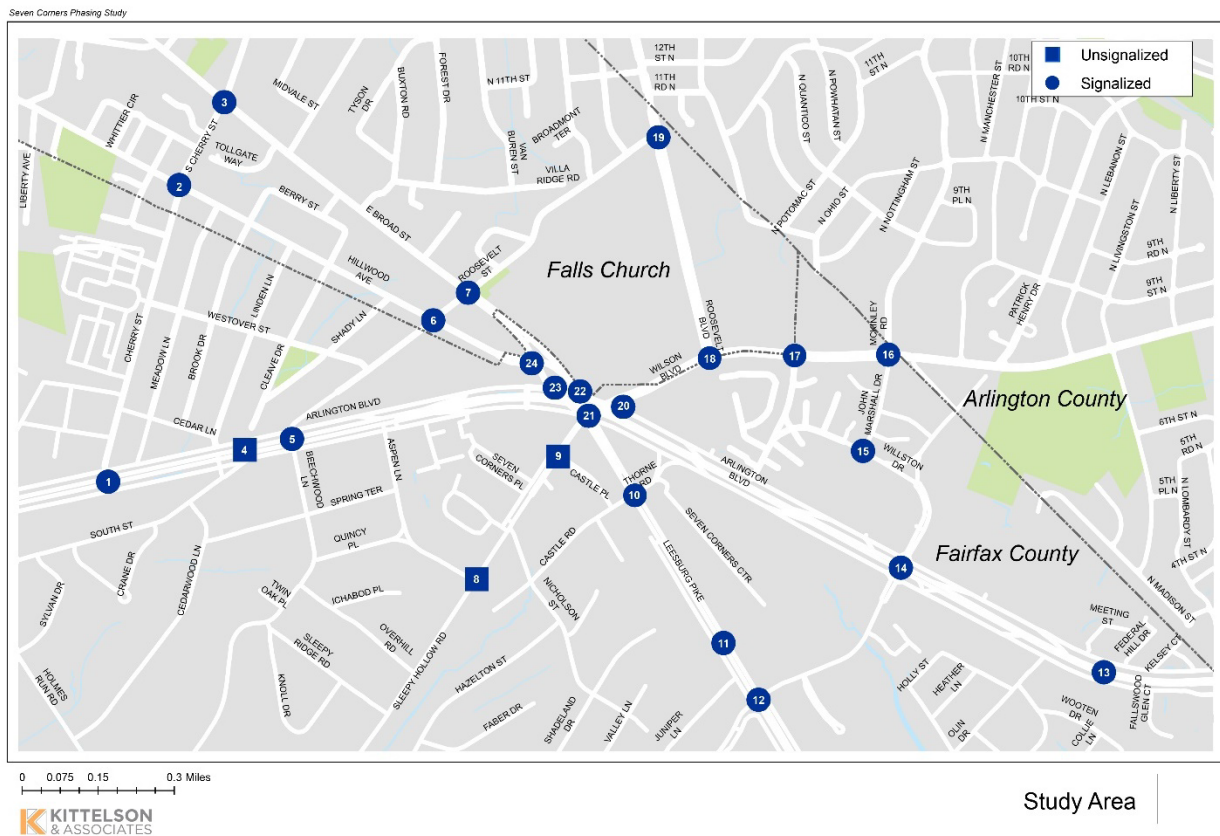 Seven Corners Phasing Study
Unsignalized
Signalized
12TH
ST N
11TH
RD N
11TH
ST N
10TH
RD N
10TH ST N
N MANCHESTER ST
N POWHATAN ST
N QUANTICO ST
MIDVALE ST
TYSON
DR
BUXTON RD
FOREST DR
N 11TH ST
BROADMONT
TER
VAN
BUREN ST
VILLA
RIDGE RD
WHITTIER CIR
S CHERRY ST
TOLLGATE
WAY
LIBERTY AVE
BERRY ST
E BROAD ST
3
19
2
N LEBANON ST
N LIBERTY ST
N LIVINGSTON ST
9TH
PL N
9TH
RD N
9TH
ST N
N NOTTINGHAM ST
N OHIO ST
N POTOMAC ST
PATRICK
HENRY DR
MCKINLEY
RD
ROOSEVELT
ST
HILLWOOD
AVE
Falls Church
LINDEN LN
WESTOVER ST
SHADY LN
CHERRY ST
MEADOW LN
BROOK DR
CLEAVE DR
7
6
ROOSEVELT
BLVD
WILSON
BLVD
24
23
22
21
20
18
17
16
JOHN
MARSHALL DR
Arlington County
6TH ST N
5TH
RD N
5TH
PL N
N LOMBARDY ST
4TH ST N
N MADISON ST
WILLSTON
DR
15
CEDAR LN
ARLINGTON BLVD
4
5
1
BEECHWOOD
LN
ASPEN LN
SEVEN
CORNERS PL
9
CASTLE PL
THORNE
RD
10
ARLINGTON
BLVD
SPRING TER
SOUTH ST
QUINCY
PL
CASTLE RD
LEESBURG PIKE
SEVEN CORNERS CTR
Fairfax County
14
SYLVAN DR
CRANE DR
CEDARWOOD LN
TWIN
OAK PL
ICHABOD PL
8
NICHOLSON
ST
OVERHILL
RD
SLEEPY
RIDGE RD
SLEEPY HOLLOW RD
HAZELTON ST
11
12
HOLMES
RUN RD
KNOLL DR
FABER DR
SHADELAND
DR
VALLEY LN
JUNIPER
LN
HOLLY ST
HEATHER
LN
OLIN
DR
MEETING
ST
FEDERAL
HILL DR
KELSEY CT
13
WOOTEN
DR
COLLIE
LN
FALLSWOOD
GLEN CT
0 0.075 0.15 0.3 Miles
KITTELSON
& ASSOCIATES
Study Area